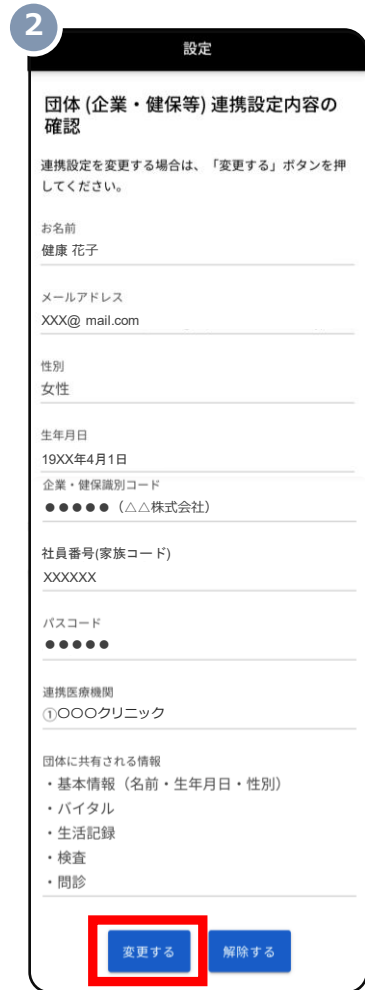 2
設定
団体 (企業・健保等) 連携設定内容の
確認
連携設定を変更する場合は、「変更する」ボタンを押
してください。
お名前
健康 花子
メールアドレス
XXX@ mail.com
性別
女性
生年月日
19XX年4月1日
企業・健保識別コード
●●●●●（△△株式会社）
社員番号(家族コード)
XXXXXX
パスコード
●●●●●
連携医療機関
①〇〇〇クリニック
団体に共有される情報
・基本情報（名前・生年月日・性別）
・バイタル
・生活記録
・検査
・問診
変更する 解除する